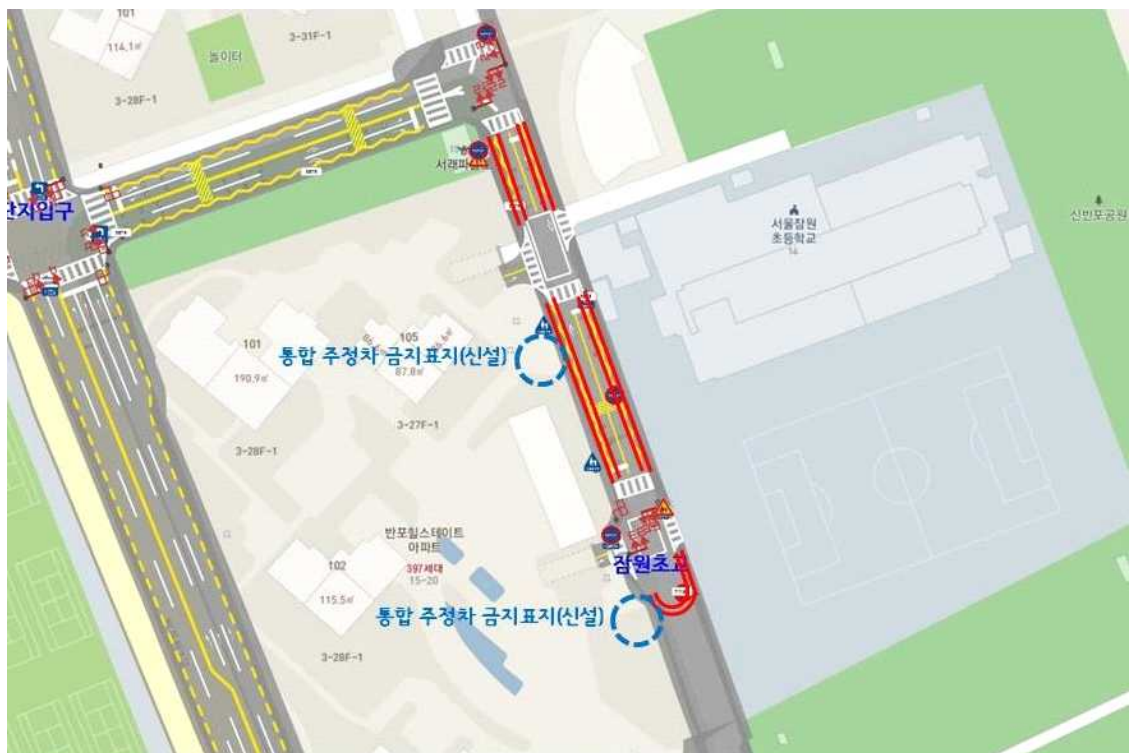 101
114.1㎡
3-31F-1
놀이터
3-28F-1
서래파
단지입구
서울잠원
초등학교
14
신반포공원
101
190.9㎡
105
87.8㎡
통합 주정차 금지표지(신설)
3-27F-1
3-28F-1
반포힐스테이트
아파트
397세대
15-20
102
115.5㎡
잠원초교
통합 주정차 금지표지(신설)
3-28F-1